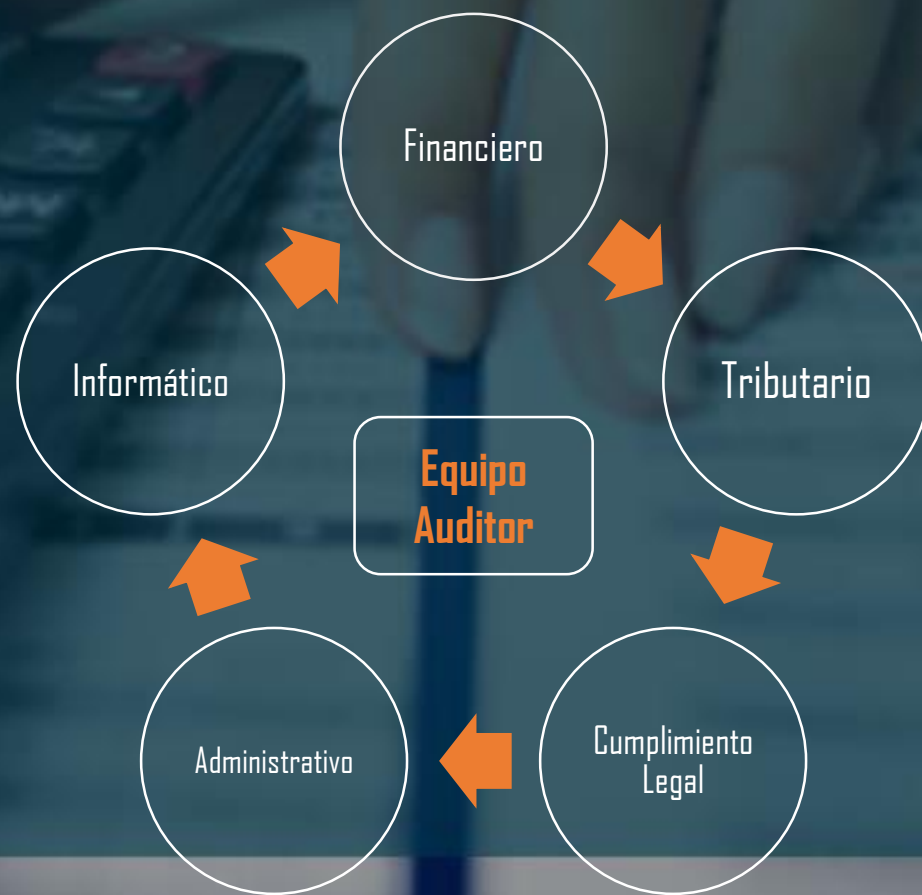 Financiero
Tributario
Cumplimiento
Legal
Administrativo
Informático
Equipo
Auditor